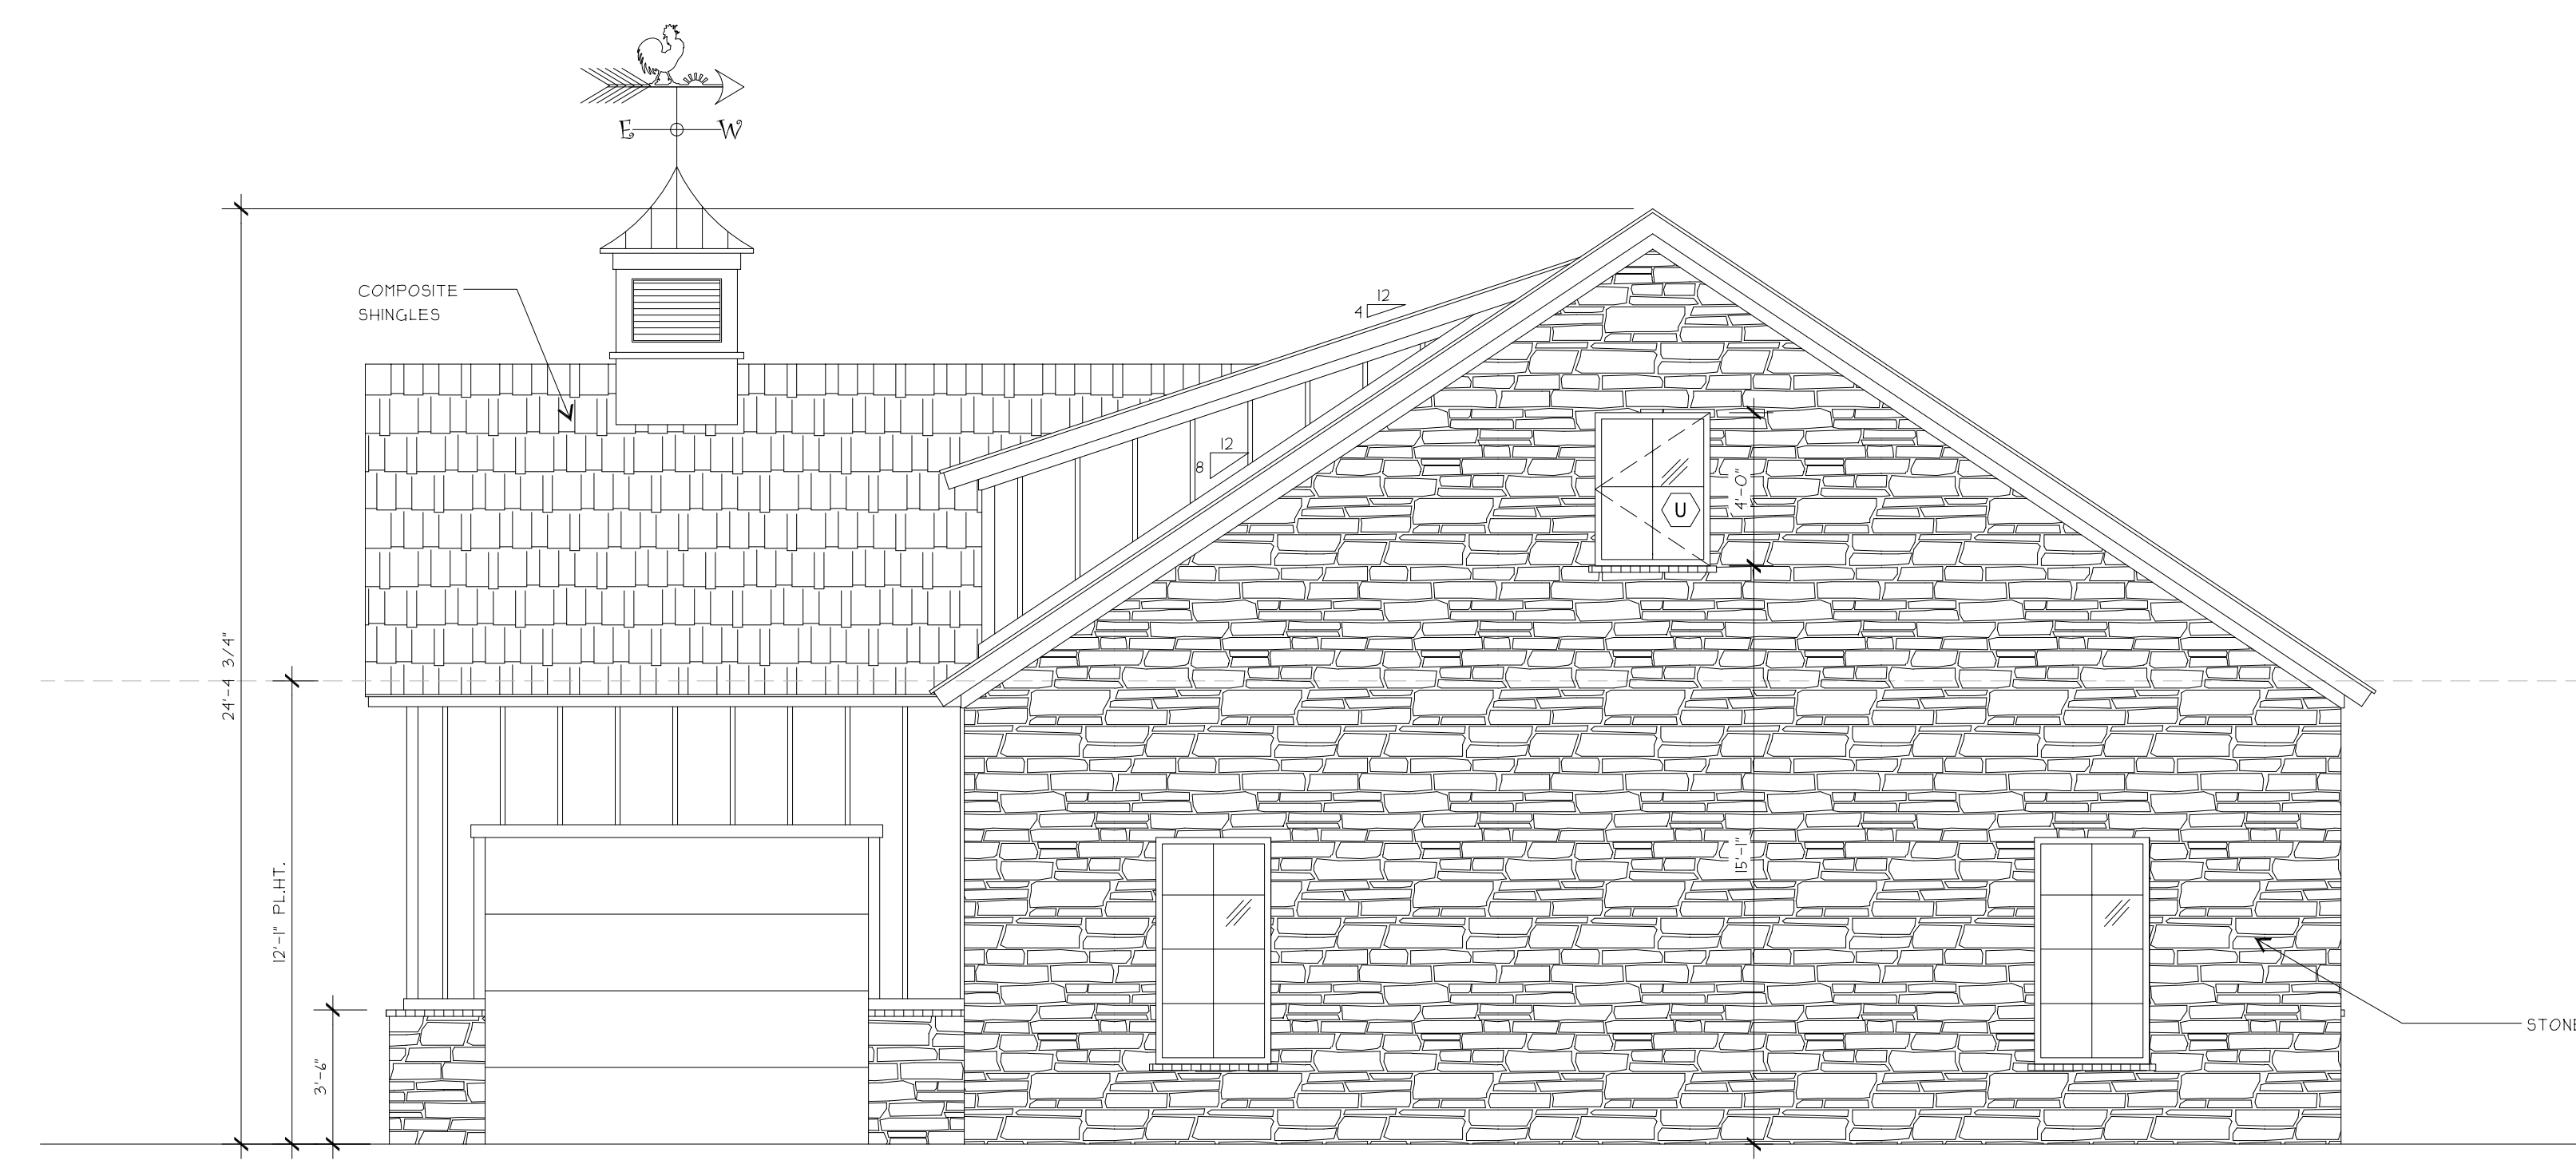 E W
COMPOSITE
SHINGLES
12
4
12
8
4'-0"
U
24'-4 3/4"
12'-1" PL.HT.
15'-1"
3'-6"
STONE